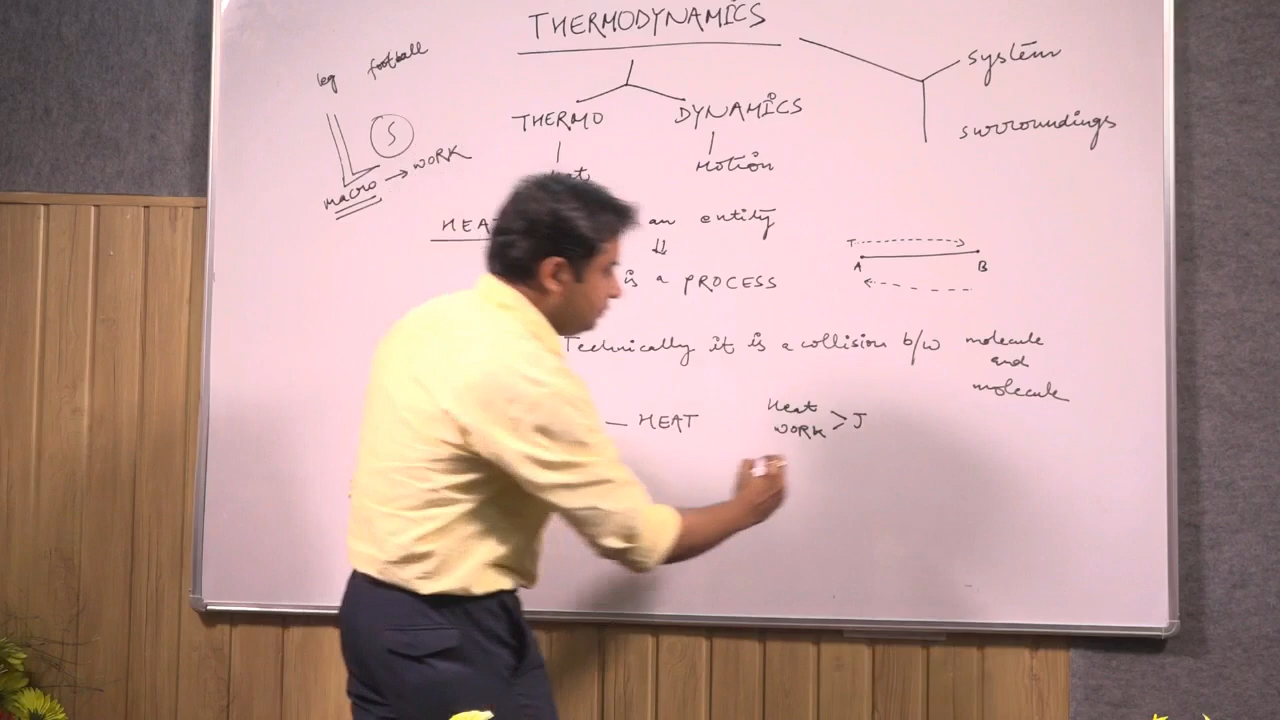 THERMODYNAMICS
leg football
system
THERMO DYNAMICS
S
surroundings
WORK
Motion
macro
an entity
T
A B
is a PROCESS
Technically it is a collision b/w molecule
and
molecule
— HEAT
Heat
WORK > J